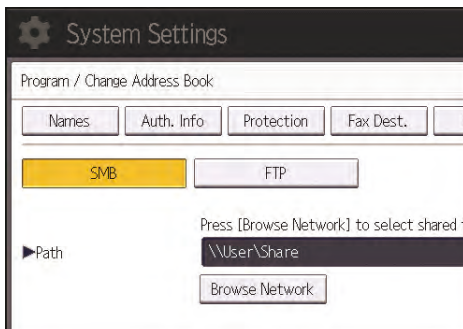 System Settings
Program / Change Address Book
Names Auth. Info Protection Fax Dest.
SMB FTP
Press [Browse Network] to select shared
▶Path \\User\Share
Browse Network